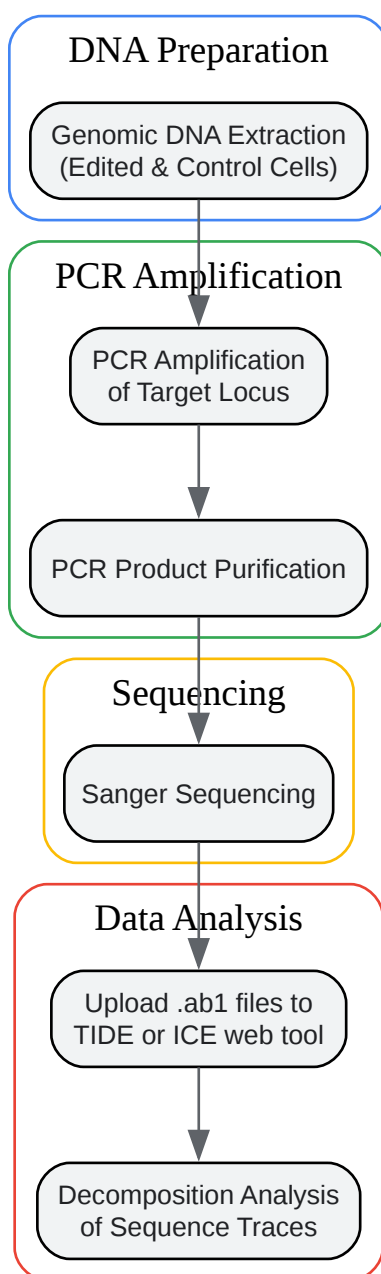 DNA Preparation
Genomic DNA Extraction
(Edited & Control Cells)
PCR Amplification
PCR Amplification
of Target Locus
PCR Product Purification
Sequencing
Sanger Sequencing
Data Analysis
Upload .ab1 files to
TIDE or ICE web tool
Decomposition Analysis
of Sequence Traces